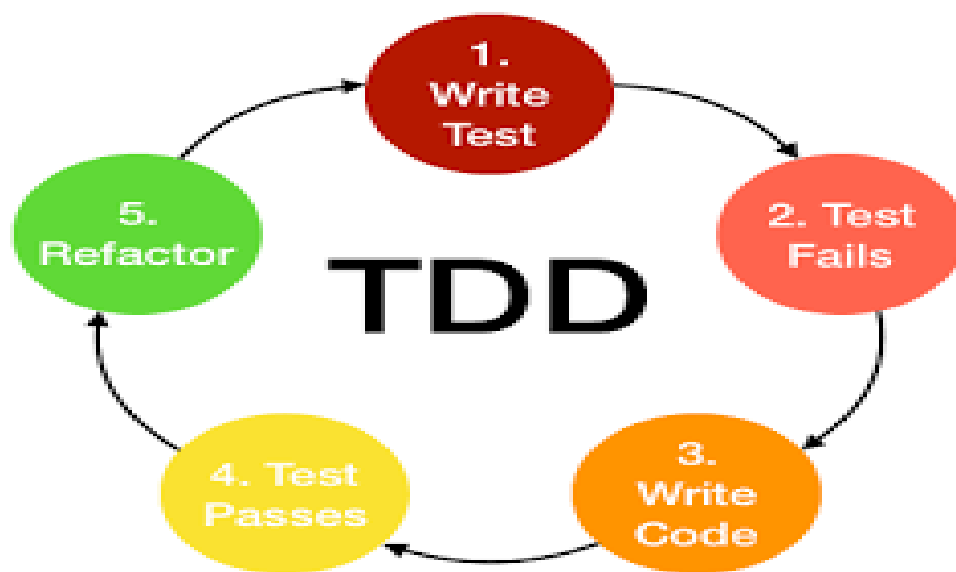 1.
Write
Test
2. Test
Fails
3.
Write
Code
4. Test
Passes
5.
Refactor
TDD